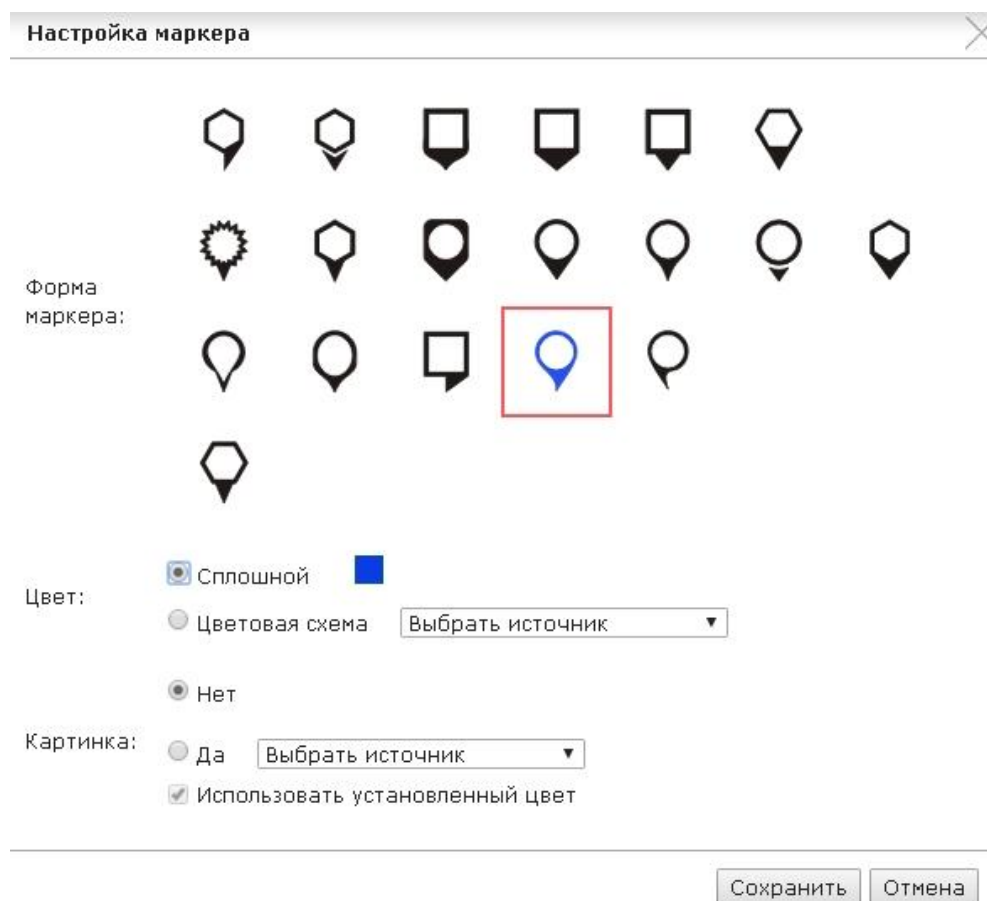 Настройка маркера
Форма
маркера:
Цвет:
Сплошной
Цветовая схема Выбрать источник
Картинка:
Нет
Да Выбрать источник
Использовать установленный цвет
Сохранить Отмена